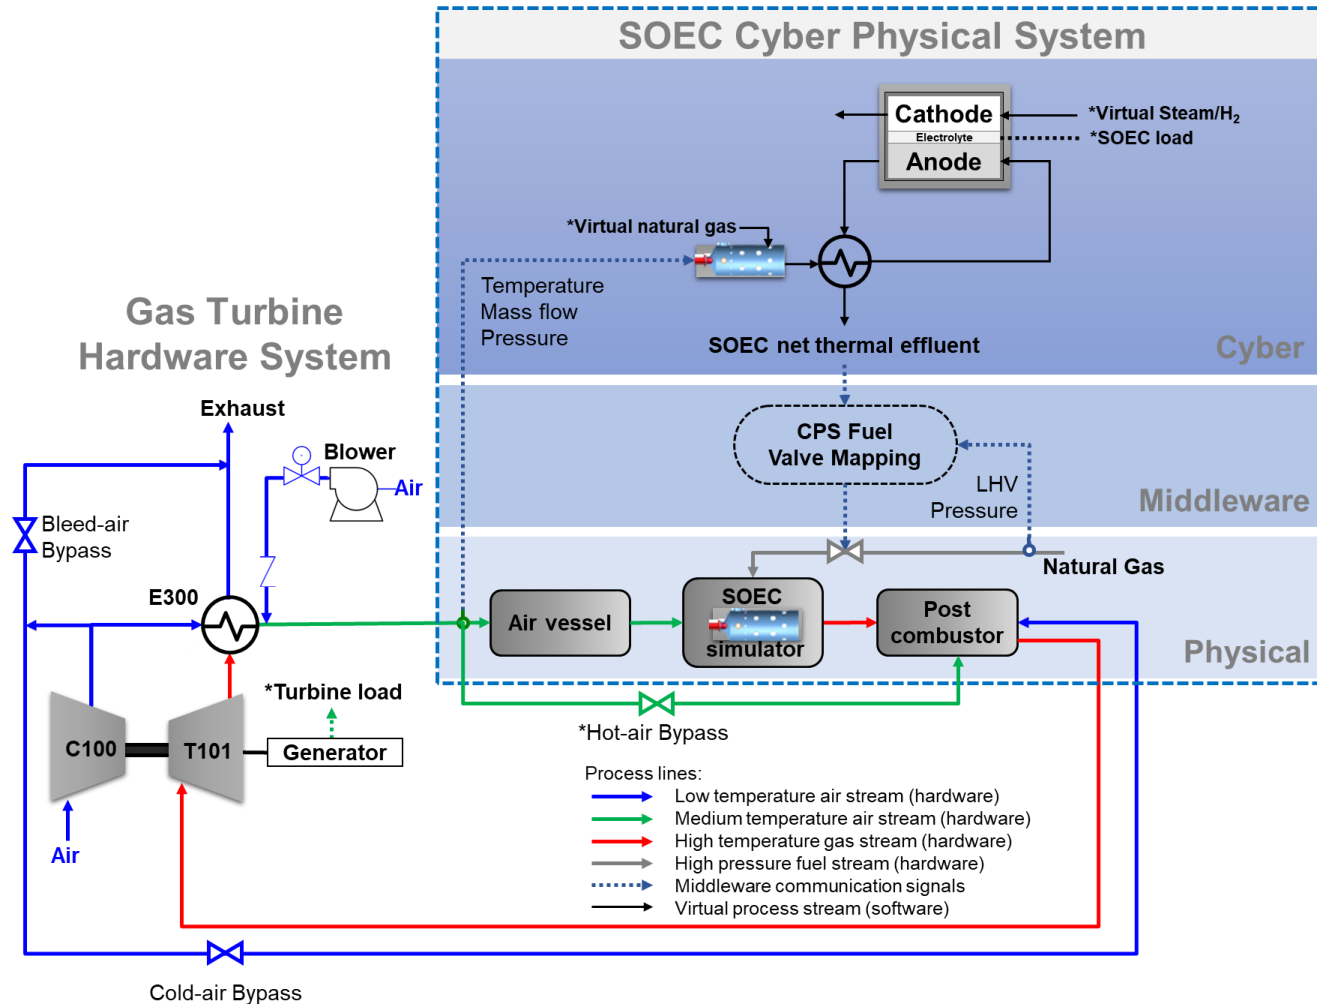 SOEC Cyber Physical System
Cathode
Electrolyte
Anode
*Virtual Steam/H₂
*SOEC load
*Virtual natural gas
Temperature
Mass flow
Pressure
SOEC net thermal effluent
Cyber
Gas Turbine
Hardware System
Exhaust
Blower
Air
CPS Fuel
Valve Mapping
LHV
Pressure
Middleware
Bleed-air
Bypass
E300
Natural Gas
Air vessel
SOEC
simulator
Post
combustor
Physical
*Turbine load
C100
T101
Generator
*Hot-air Bypass
Air
Process lines:
Low temperature air stream (hardware)
Medium temperature air stream (hardware)
High temperature gas stream (hardware)
High pressure fuel stream (hardware)
Middleware communication signals
Virtual process stream (software)
Cold-air Bypass